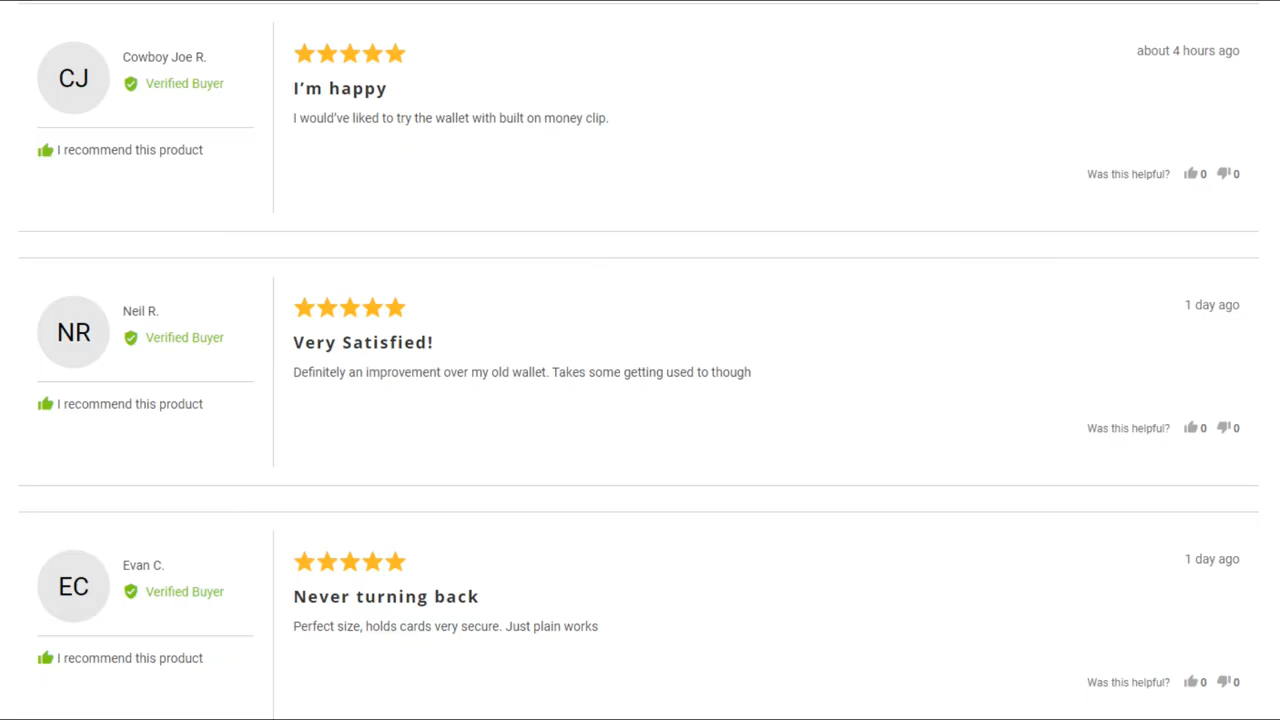 CJ
Cowboy Joe R.
Verified Buyer
I recommend this product
about 4 hours ago
I’m happy
I would’ve liked to try the wallet with built on money clip.
Was this helpful? 0 0
NR
Neil R.
Verified Buyer
I recommend this product
1 day ago
Very Satisfied!
Definitely an improvement over my old wallet. Takes some getting used to though
Was this helpful? 0 0
EC
Evan C.
Verified Buyer
I recommend this product
1 day ago
Never turning back
Perfect size, holds cards very secure. Just plain works
Was this helpful? 0 0